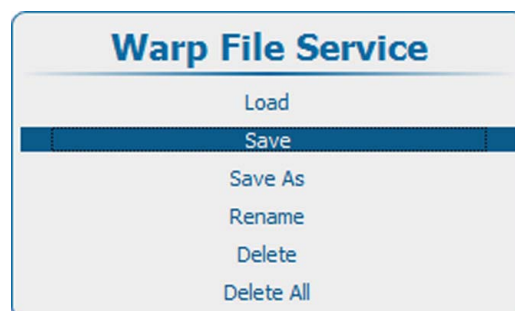 Warp File Service
Load
Save
Save As
Rename
Delete
Delete All